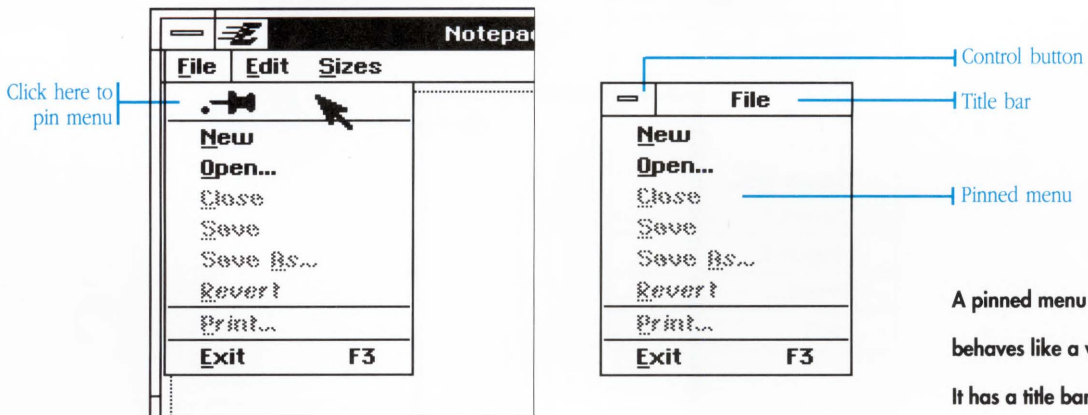 Notepa
File Edit Sizes
Click here to
pin menu
New
Open...
Close
Save
Save As...
Revert
Print...
Exit F3
Control button
File
Title bar
New
Open...
Close
Pinned menu
Save
Save As...
Revert
Print...
Exit F3
A pinned menu
behaves like a
It has a title bar